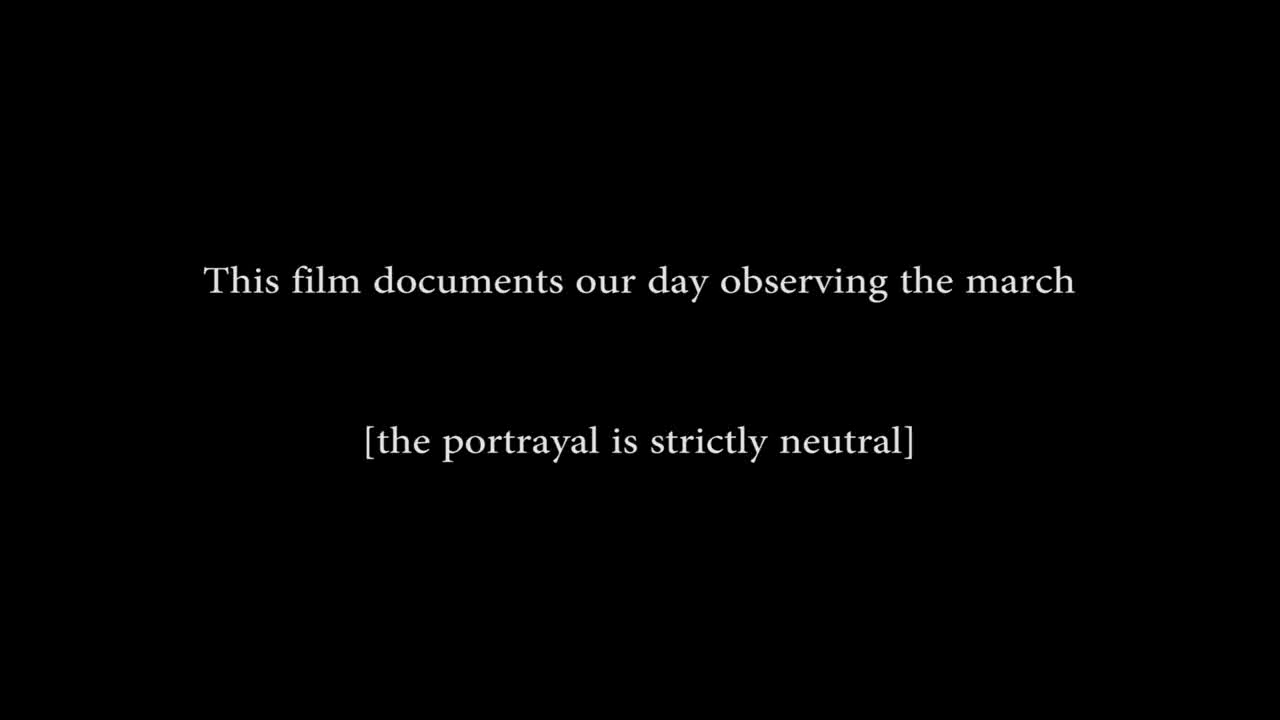 This film documents our day observing the march
[the portrayal is strictly neutral]